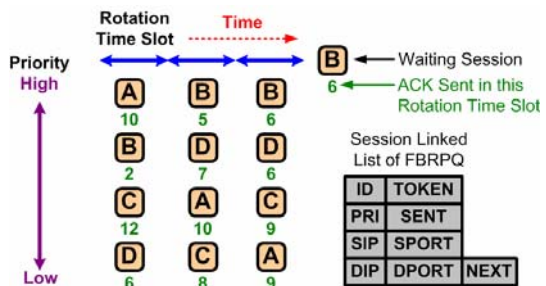 Rotation
Time Slot
Time
Priority
High
Low
A B B
10 5 6
B D D
2 7 6
C A C
12 10 9
D C A
6 8 9
B
6
Waiting Session
ACK Sent in this
Rotation Time Slot
Session Linked
List of FBRPQ
ID TOKEN
PRI SENT
SIP SPORT
DIP DPORT NEXT